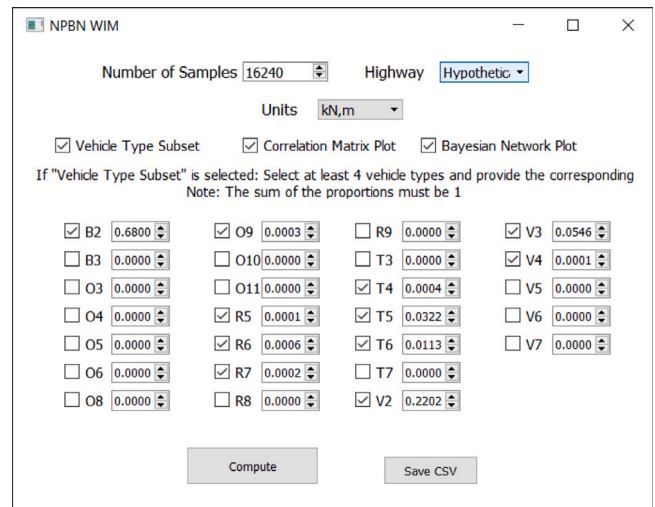 NPBN WIM
Number of Samples 16240 Highway Hypothetic
Units kN,m
Vehicle Type Subset Correlation Matrix Plot Bayesian Network Plot
If "Vehicle Type Subset" is selected: Select at least 4 vehicle types and provide the corresponding
Note: The sum of the proportions must be 1
B2 0.6800 O9 0.0003 R9 0.0000 V3 0.0546
B3 0.0000 O10 0.0000 T3 0.0000 V4 0.0001
O3 0.0000 O11 0.0000 T4 0.0004 V5 0.0000
O4 0.0000 R5 0.0001 T5 0.0322 V6 0.0000
O5 0.0000 R6 0.0006 T6 0.0113 V7 0.0000
O6 0.0000 R7 0.0002 T7 0.0000
O8 0.0000 R8 0.0000 V2 0.2202
Compute Save CSV